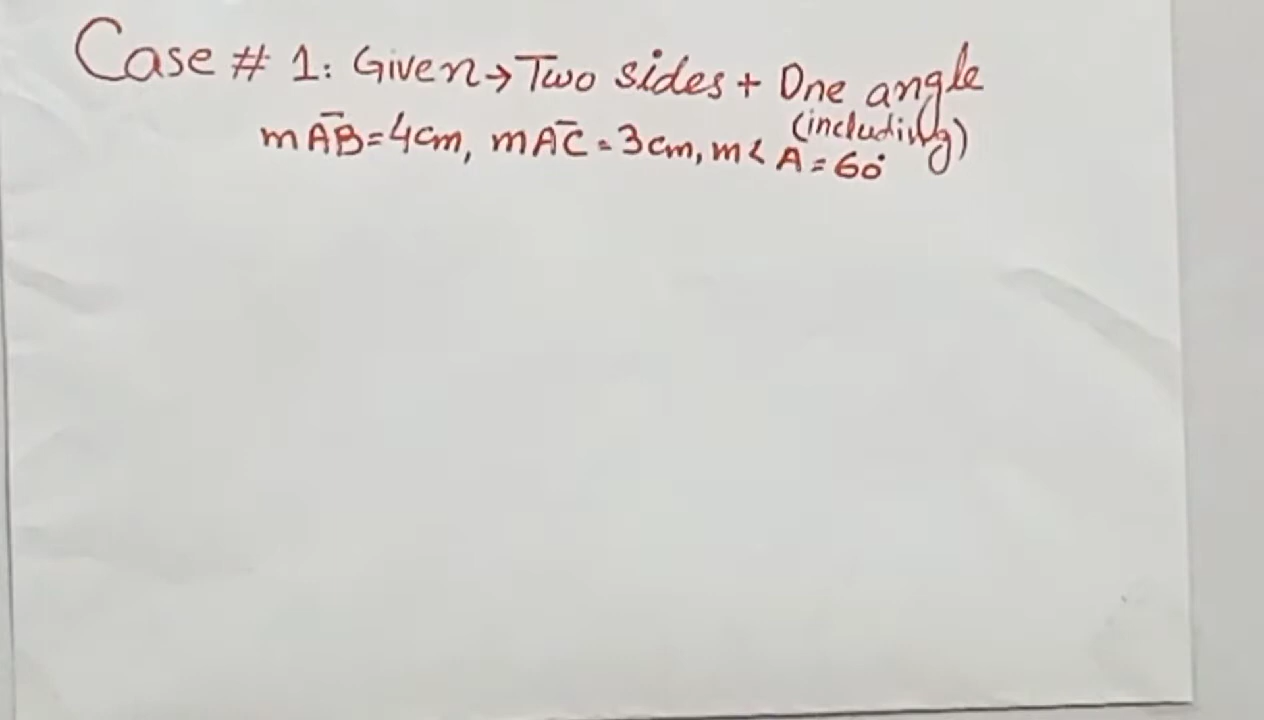 Case # 1: Given→Two sides + One angle
(including)
mAB=4cm, mAC=3cm, m< A=60°